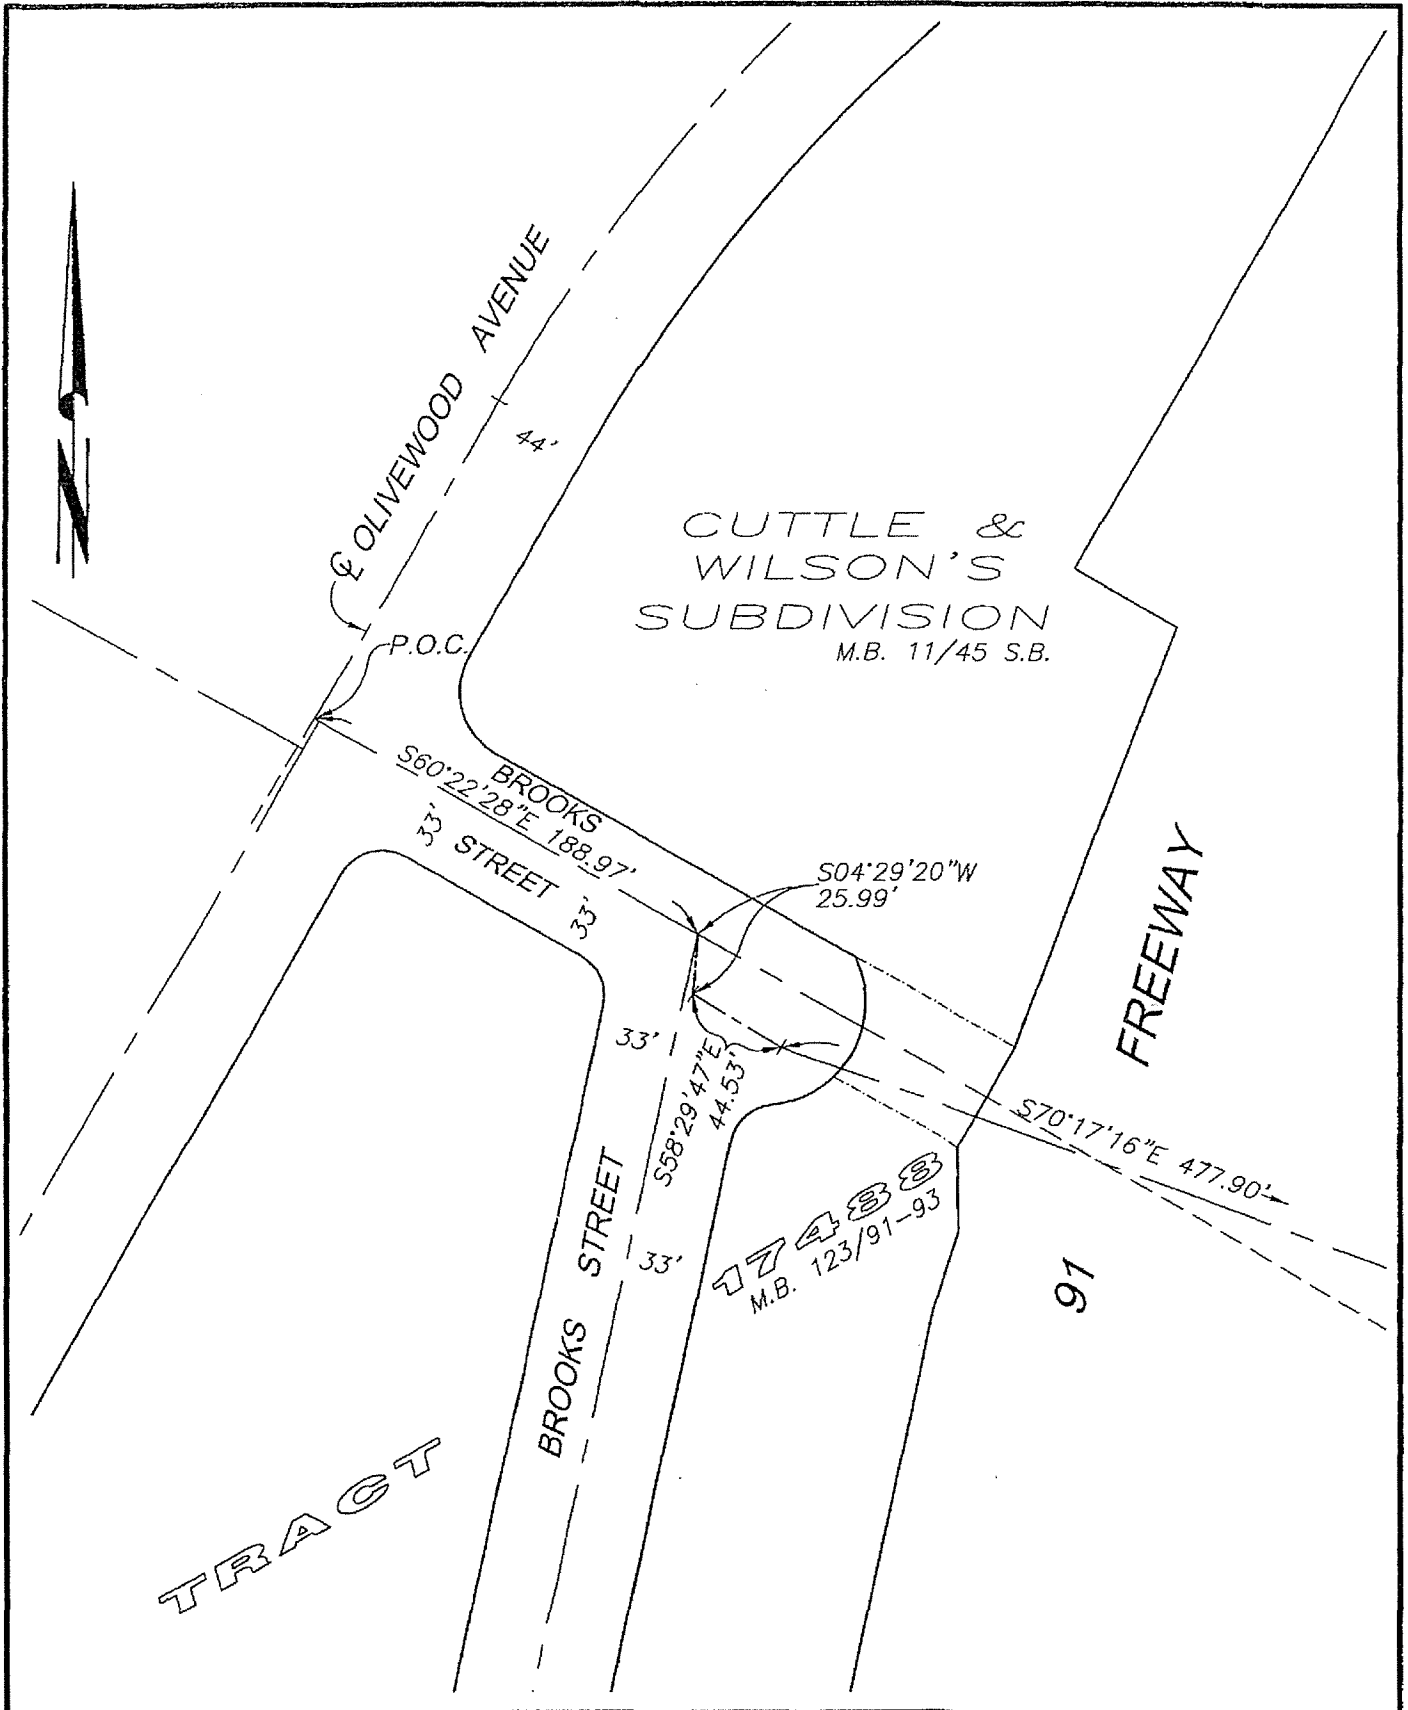 N
℄ OLIVEWOOD AVENUE
44'
CUTTLE &
WILSON'S
SUBDIVISION
M.B. 11/45 S.B.
P.O.C.
S60°22'28"E 188.97'
BROOKS
STREET
33'
33'
S04°29'20"W
25.99'
FREEWAY
33'
S58°29'47"E
44.53'
S70°17'16"E 477.90'
17488
M.B. 123/91-93
33'
BROOKS STREET
91
TRACT